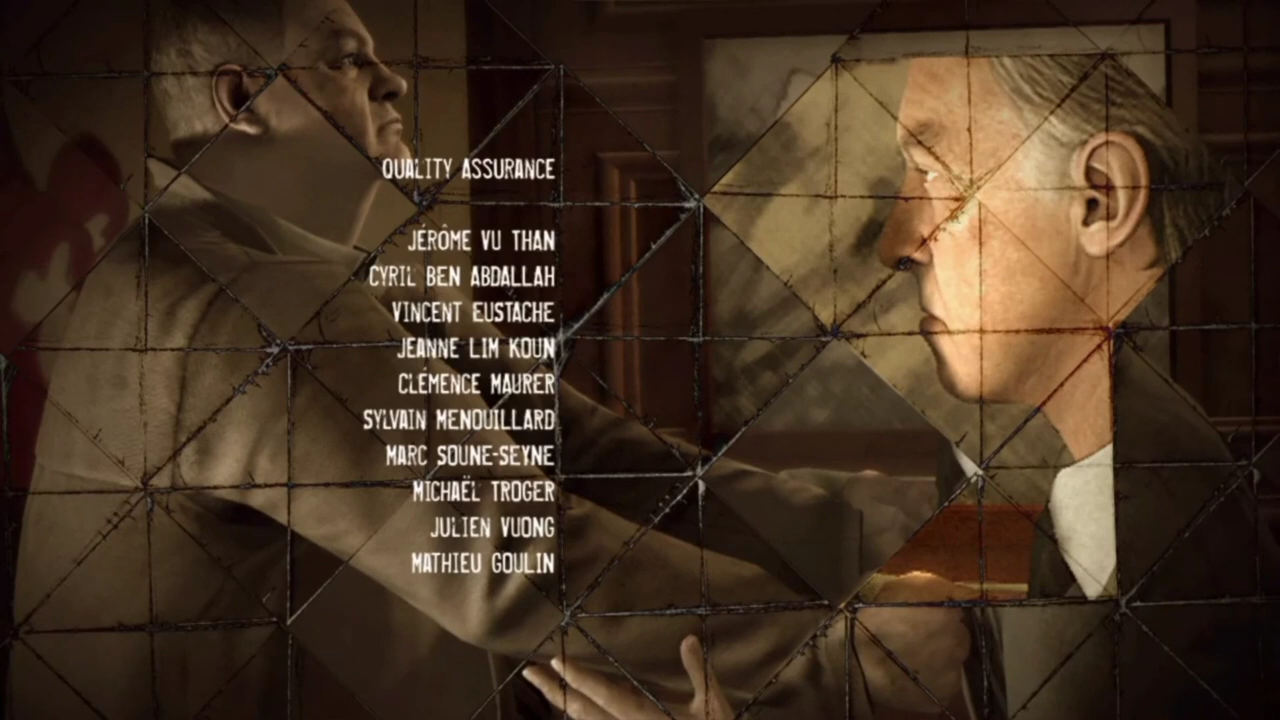 QUALITY ASSURANCE
JÉRÔME VU THAN
CYRIL BEN ABDALLAH
VINCENT EUSTACHE
JEANNE LIM KOUN
CLÉMENCE MAURER
SYLVAIN MENOUILLARD
MARC SOUNE-SEYNE
MICHAËL TROGER
JULIEN VUONG
MATHIEU GOULIN